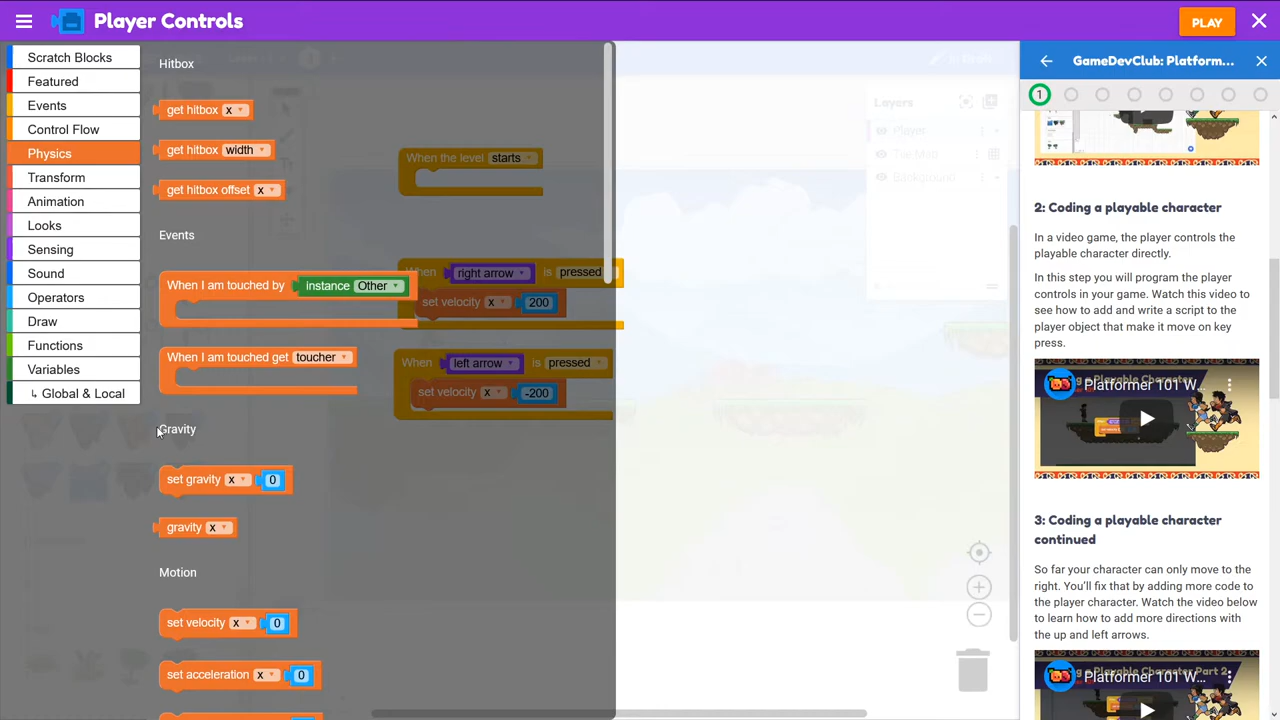 Player Controls
PLAY
Scratch Blocks
Featured
Events
Control Flow
Physics
Transform
Animation
Looks
Sensing
Sound
Operators
Draw
Functions
Variables
↳ Global & Local
Hitbox
get hitbox x
get hitbox width
get hitbox offset x
Events
When I am touched by instance Other
When I am touched get toucher
Gravity
set gravity x 0
gravity x
Motion
set velocity x 0
set acceleration x 0
When the level starts
When right arrow is pressed
set velocity x 200
When left arrow is pressed
set velocity x -200
Layers
Player
Tile Map
Background
GameDevClub: Platform...
1
2: Coding a playable character
In a video game, the player controls the
playable character directly.
In this step you will program the player
controls in your game. Watch this video to
see how to add and write a script to the
player object that make it move on key
press.
Platformer 101 W...
3: Coding a playable character
continued
So far your character can only move to the
right. You'll fix that by adding more code to
the player character. Watch the video below
to learn how to add more directions with
the up and left arrows.
Platformer 101 W...